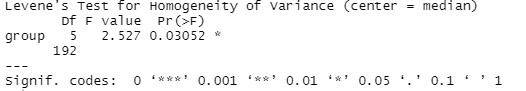 Levene's Test for Homogeneity of Variance (center = median)
Df F value Pr(>F)
group 5 2.527 0.03052 *
192
---
Signif. codes: 0 ‘***’ 0.001 ‘**’ 0.01 ‘*’ 0.05 ‘.’ 0.1 ‘ ’ 1